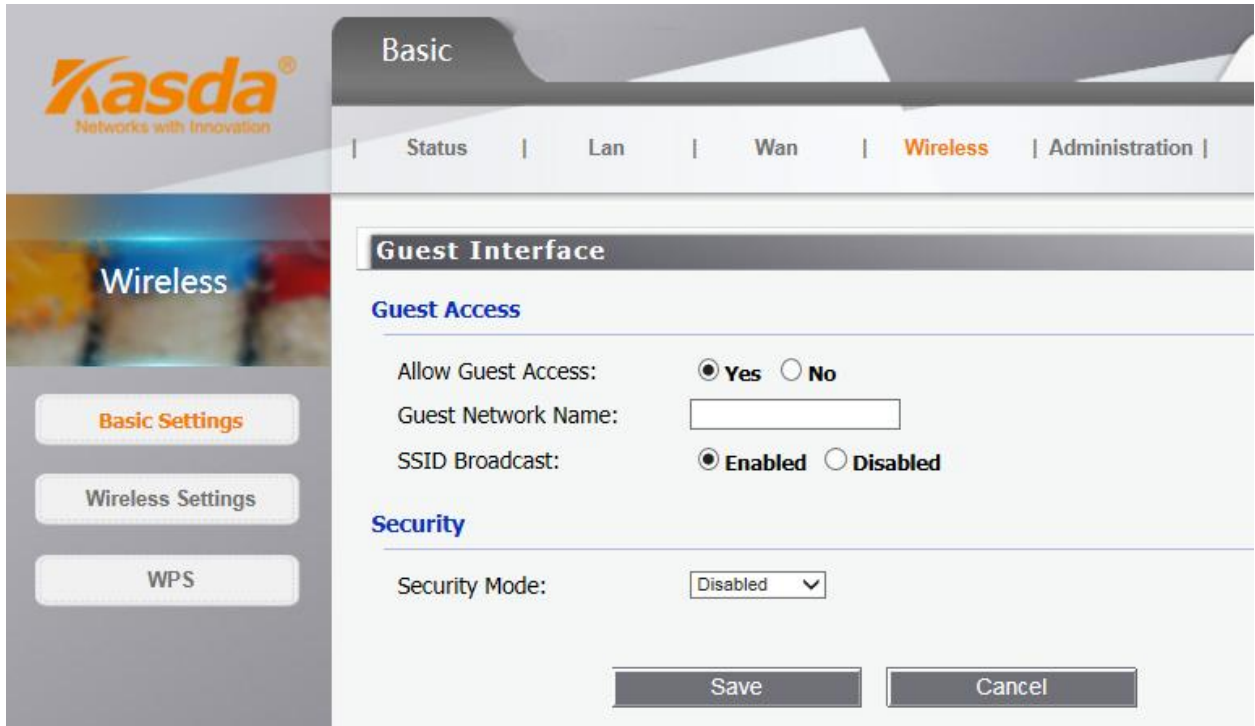 Kasda®
Networks with Innovation
Basic
| Status | Lan | Wan | Wireless | Administration |
Wireless
Basic Settings
Wireless Settings
WPS
Guest Interface
Guest Access
Allow Guest Access: Yes No
Guest Network Name:
SSID Broadcast: Enabled Disabled
Security
Security Mode: Disabled
Save Cancel